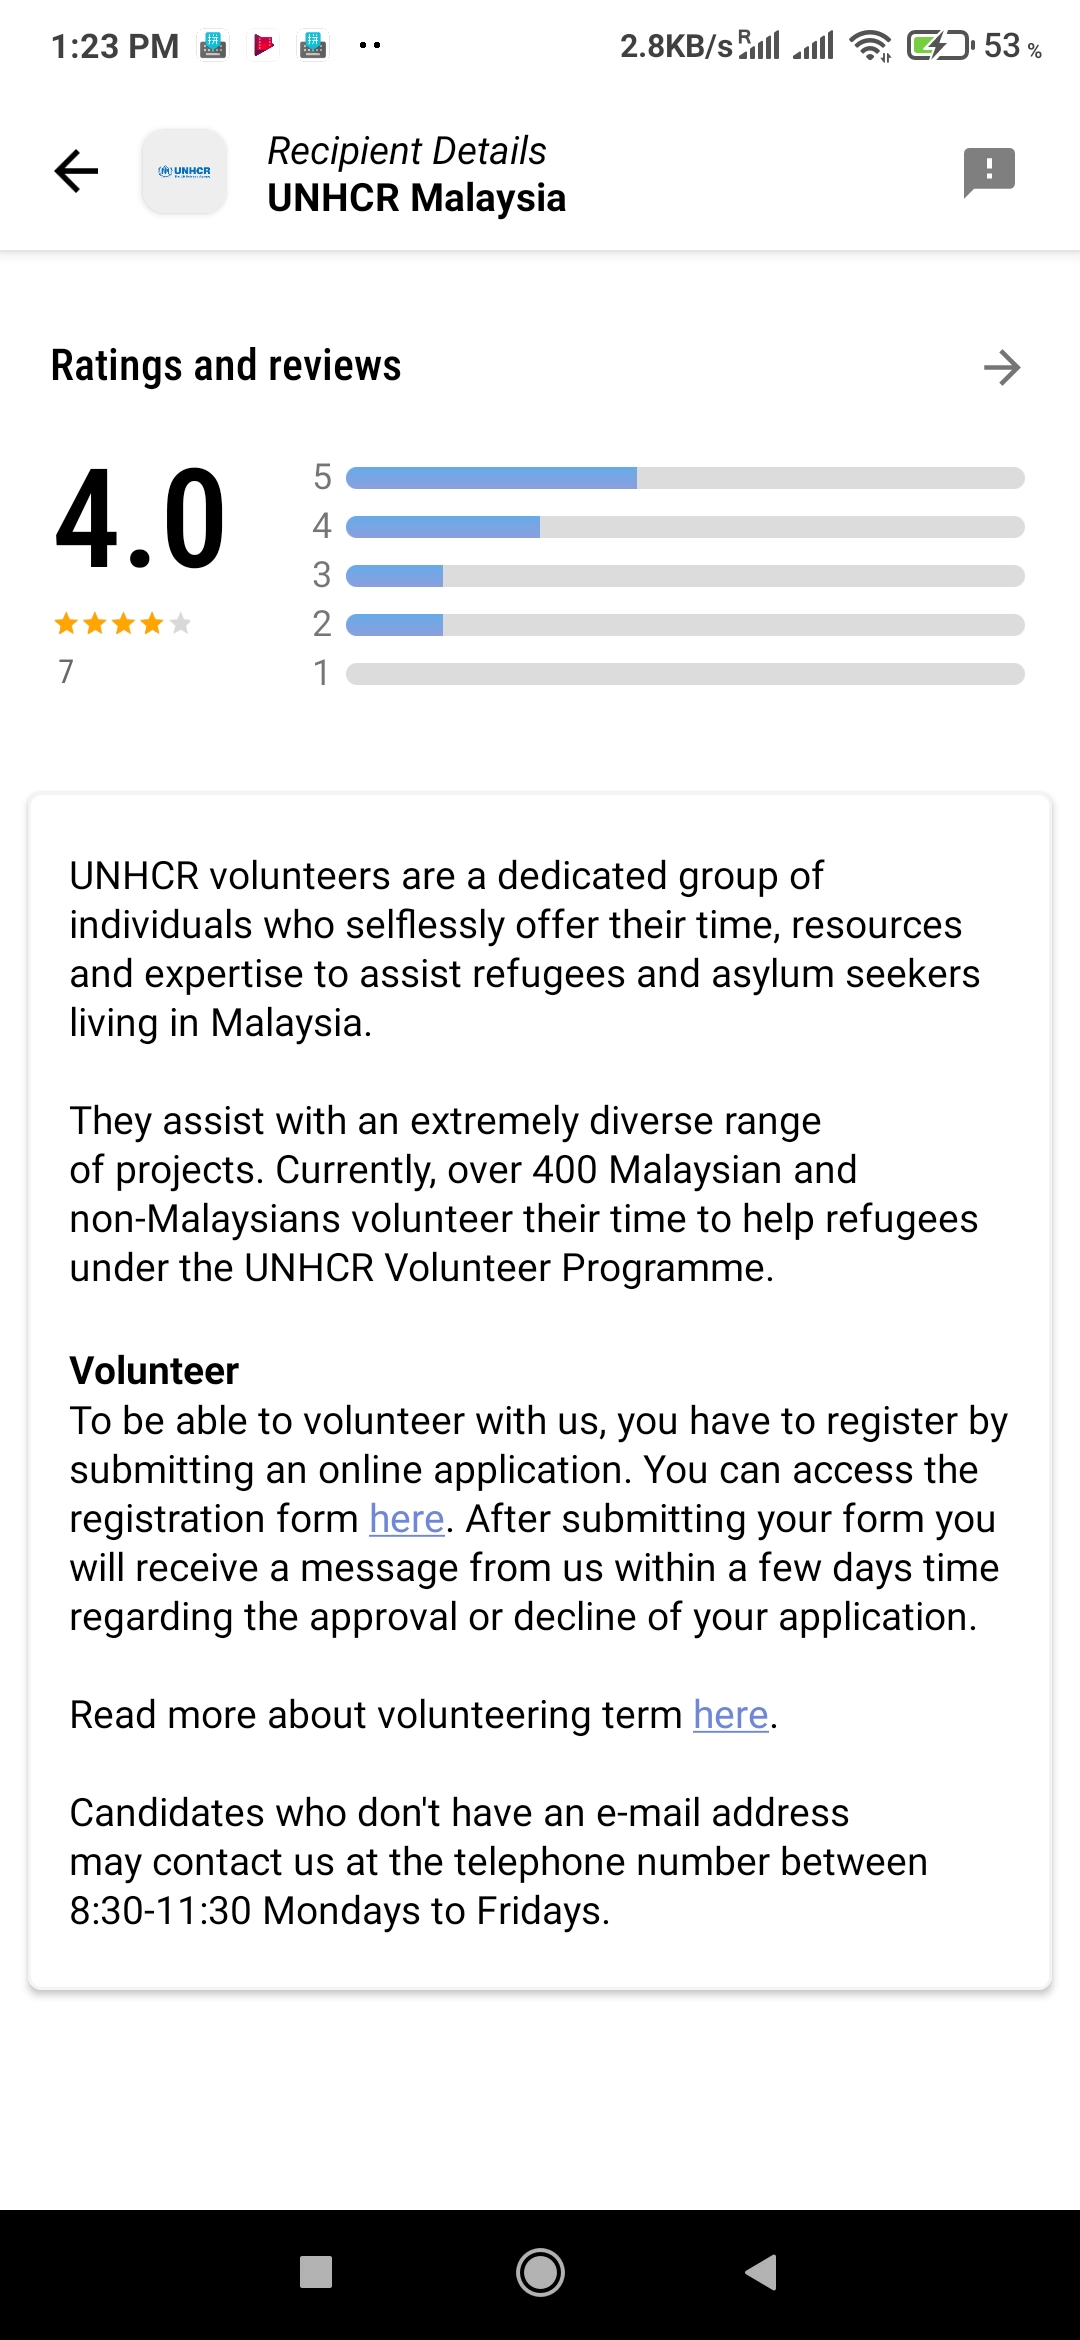 1:23 PM
2.8KB/s R 53 %
UNHCR
Recipient Details
UNHCR Malaysia
Ratings and reviews
4.0
7
5
4
3
2
1
UNHCR volunteers are a dedicated group of
individuals who selflessly offer their time, resources
and expertise to assist refugees and asylum seekers
living in Malaysia.
They assist with an extremely diverse range
of projects. Currently, over 400 Malaysian and
non-Malaysians volunteer their time to help refugees
under the UNHCR Volunteer Programme.
Volunteer
To be able to volunteer with us, you have to register by
submitting an online application. You can access the
registration form here. After submitting your form you
will receive a message from us within a few days time
regarding the approval or decline of your application.
Read more about volunteering term here.
Candidates who don't have an e-mail address
may contact us at the telephone number between
8:30-11:30 Mondays to Fridays.